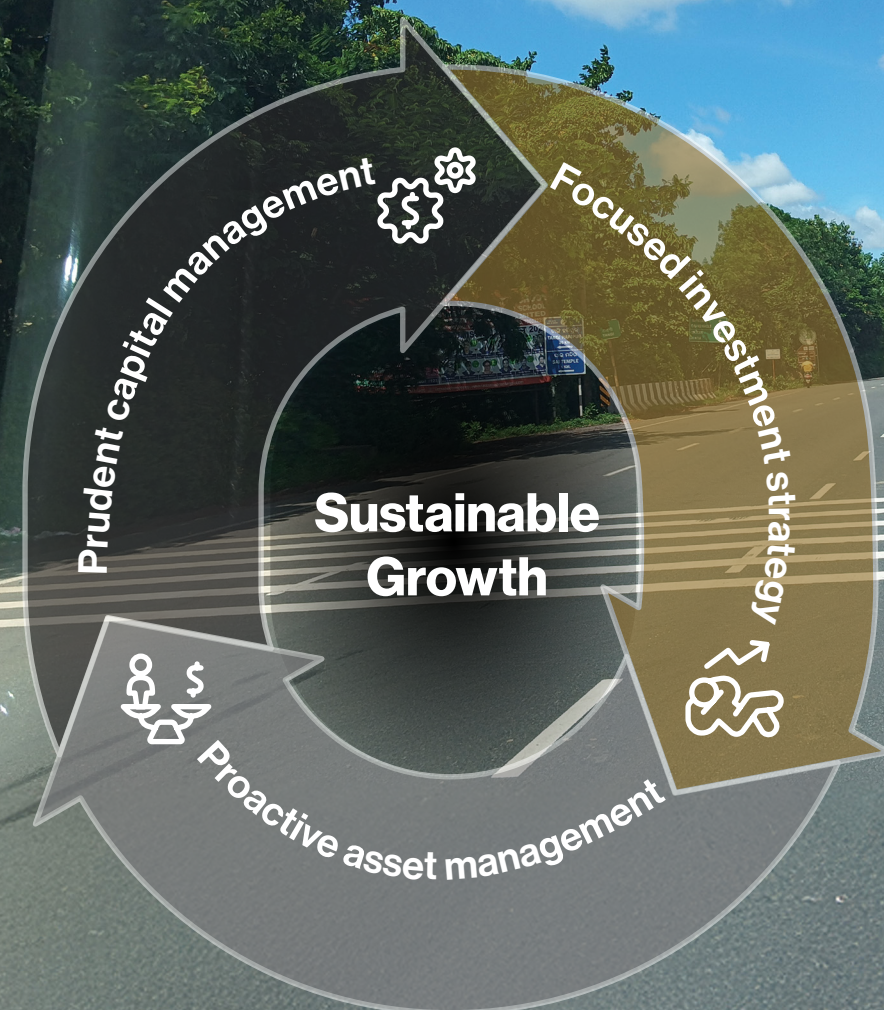 Prudent capital management
Focused investment strategy
Sustainable
Growth
Proactive asset management